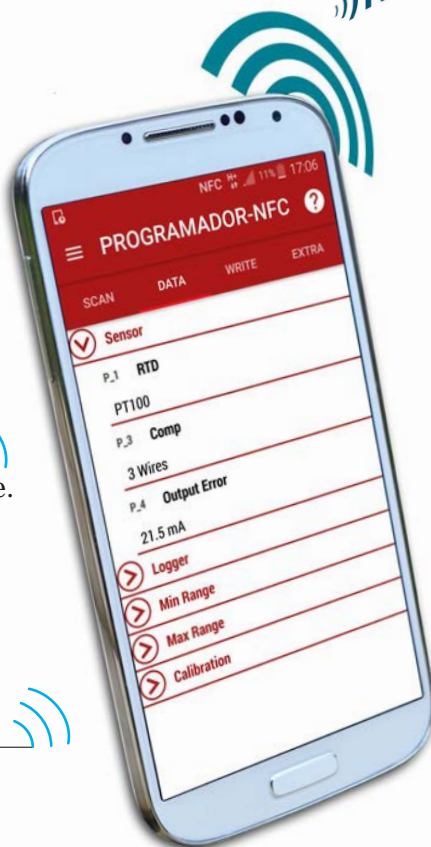 NFC H+ 11% 17:06
PROGRAMADOR-NFC ?
SCAN DATA WRITE EXTRA
Sensor
P_1 RTD
PT100
P_3 Comp
3 Wires
e.
P_4 Output Error
21.5 mA
Logger
Min Range
Max Range
Calibration